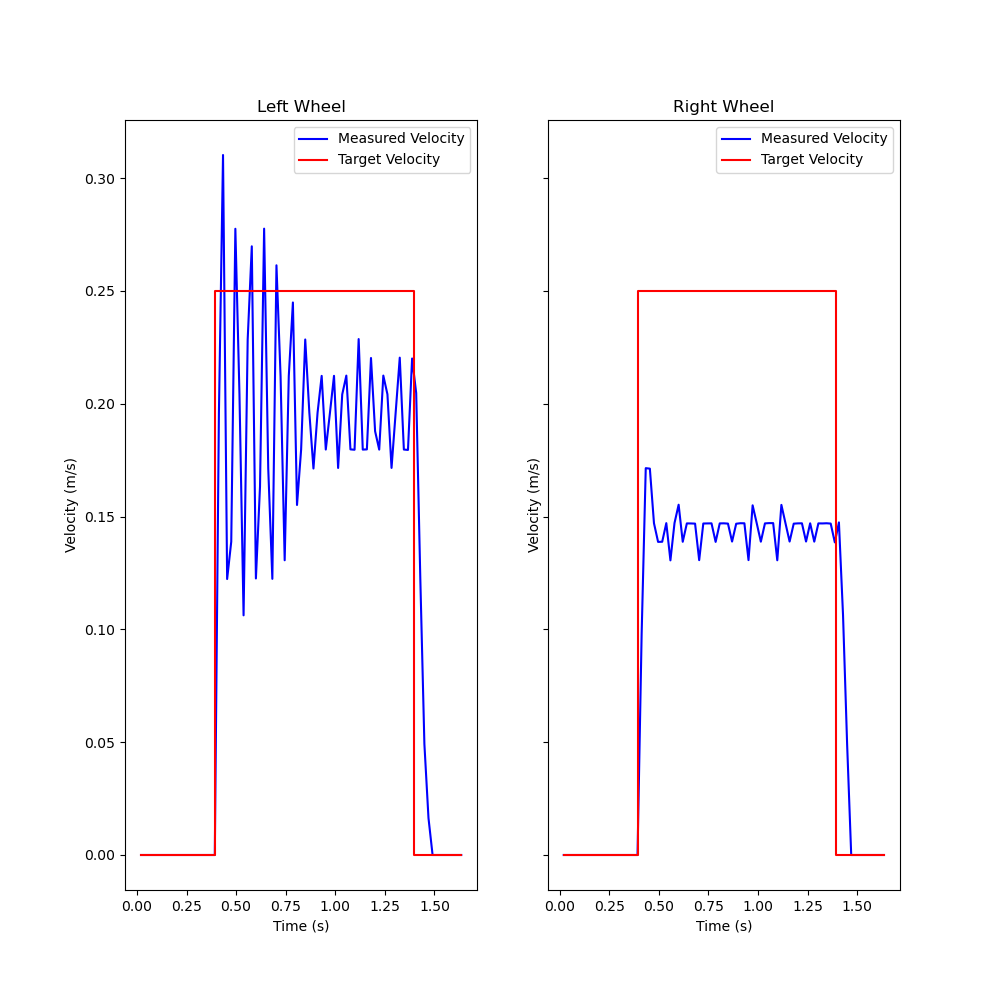 Left Wheel
Measured Velocity
Target Velocity
0.30
0.25
0.20
0.15
0.10
0.05
0.00
Velocity (m/s)
0.00 0.25 0.50 0.75 1.00 1.25 1.50
Time (s)
Right Wheel
Measured Velocity
Target Velocity
Velocity (m/s)
0.00 0.25 0.50 0.75 1.00 1.25 1.50
Time (s)